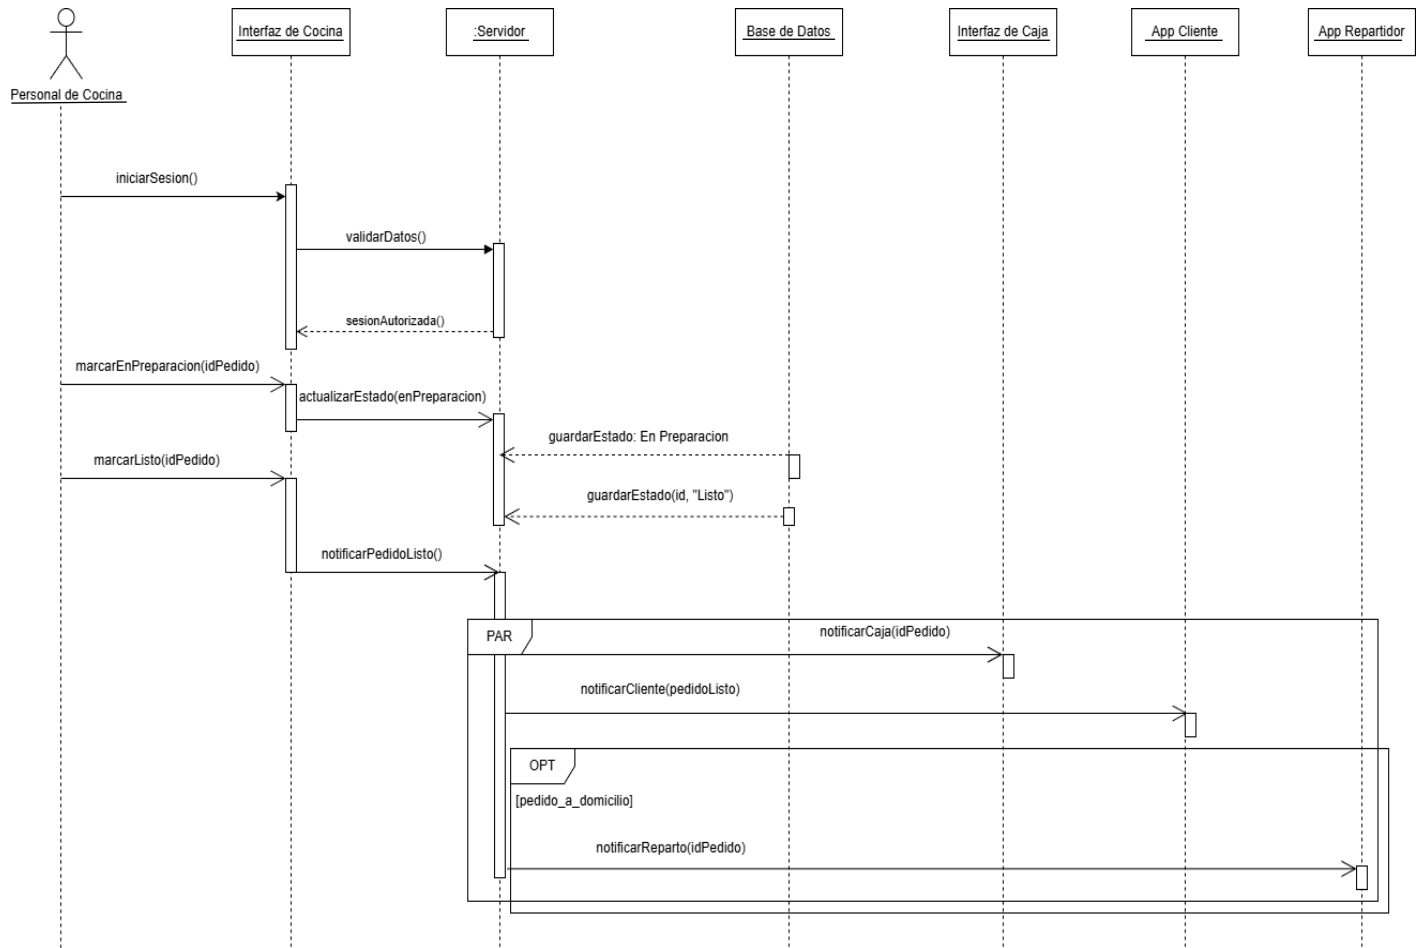 Interfaz de Cocina
:Servidor
Base de Datos
Interfaz de Caja
App Cliente
App Repartidor
Personal de Cocina
iniciarSesion()
validarDatos()
sesionAutorizada()
marcarEnPreparacion(idPedido)
actualizarEstado(enPreparacion)
guardarEstado: En Preparacion
marcarListo(idPedido)
guardarEstado(id, "Listo")
notificarPedidoListo()
PAR
notificarCaja(idPedido)
notificarCliente(pedidoListo)
OPT
[pedido_a_domicilio]
notificarReparto(idPedido)